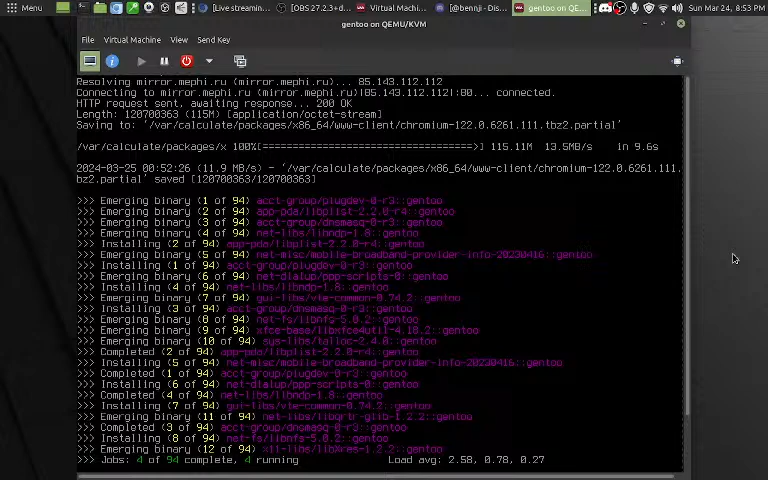 Menu
[Live streamin...
[OBS 27.2.3+d...
Virtual Machin...
[@bennji - Dis...
gentoo on QE...
Sun Mar 24, 8:53 PM
gentoo on QEMU/KVM
File Virtual Machine View Send Key
Resolving mirror.mephi.ru (mirror.mephi.ru)... 85.143.112.112
Connecting to mirror.mephi.ru (mirror.mephi.ru)|85.143.112.112|:80... connected.
HTTP request sent, awaiting response... 200 OK
Length: 120700363 (115M) [application/octet-stream]
Saving to: ‘/var/calculate/packages/x86_64/www-client/chromium-122.0.6261.111.tbz2.partial’
/var/calculate/packages/x 100%[===================================>] 115.11M 13.5MB/s in 9.6s
2024-03-25 00:52:26 (11.9 MB/s) - ‘/var/calculate/packages/x86_64/www-client/chromium-122.0.6261.111.
tbz2.partial’ saved [120700363/120700363]
>>> Emerging binary (1 of 94) acct-group/plugdev-0-r3::gentoo
>>> Emerging binary (2 of 94) app-pda/libplist-2.2.0-r4::gentoo
>>> Emerging binary (3 of 94) acct-group/dnsmasq-0-r3::gentoo
>>> Emerging binary (4 of 94) net-libs/libndp-1.8::gentoo
>>> Installing (2 of 94) app-pda/libplist-2.2.0-r4::gentoo
>>> Emerging binary (5 of 94) net-misc/mobile-broadband-provider-info-20230416::gentoo
>>> Installing (1 of 94) acct-group/plugdev-0-r3::gentoo
>>> Emerging binary (6 of 94) net-dialup/ppp-scripts-0::gentoo
>>> Installing (4 of 94) net-libs/libndp-1.8::gentoo
>>> Emerging binary (7 of 94) gui-libs/vte-common-0.74.2::gentoo
>>> Installing (3 of 94) acct-group/dnsmasq-0-r3::gentoo
>>> Emerging binary (8 of 94) net-fs/libnfs-5.0.2::gentoo
>>> Emerging binary (9 of 94) xfce-base/libxfce4util-4.18.2::gentoo
>>> Emerging binary (10 of 94) sys-libs/talloc-2.4.0::gentoo
>>> Completed (2 of 94) app-pda/libplist-2.2.0-r4::gentoo
>>> Installing (5 of 94) net-misc/mobile-broadband-provider-info-20230416::gentoo
>>> Completed (1 of 94) acct-group/plugdev-0-r3::gentoo
>>> Installing (6 of 94) net-dialup/ppp-scripts-0::gentoo
>>> Completed (4 of 94) net-libs/libndp-1.8::gentoo
>>> Installing (7 of 94) gui-libs/vte-common-0.74.2::gentoo
>>> Emerging binary (11 of 94) net-libs/libqrtr-glib-1.2.2::gentoo
>>> Completed (3 of 94) acct-group/dnsmasq-0-r3::gentoo
>>> Installing (8 of 94) net-fs/libnfs-5.0.2::gentoo
>>> Emerging binary (12 of 94) x11-libs/libXres-1.2.2::gentoo
>>> Jobs: 4 of 94 complete, 4 running Load avg: 2.58, 0.78, 0.27